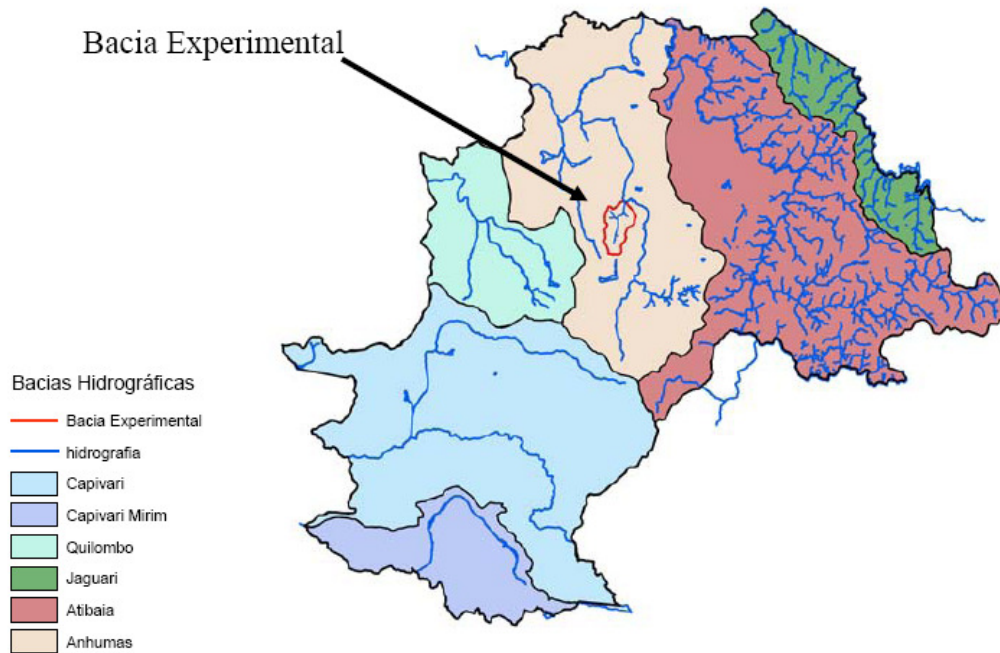 Bacia Experimental
Bacias Hidrográficas
Bacia Experimental
hidrografia
Capivari
Capivari Mirim
Quilombo
Jaguari
Atibaia
Anhumas